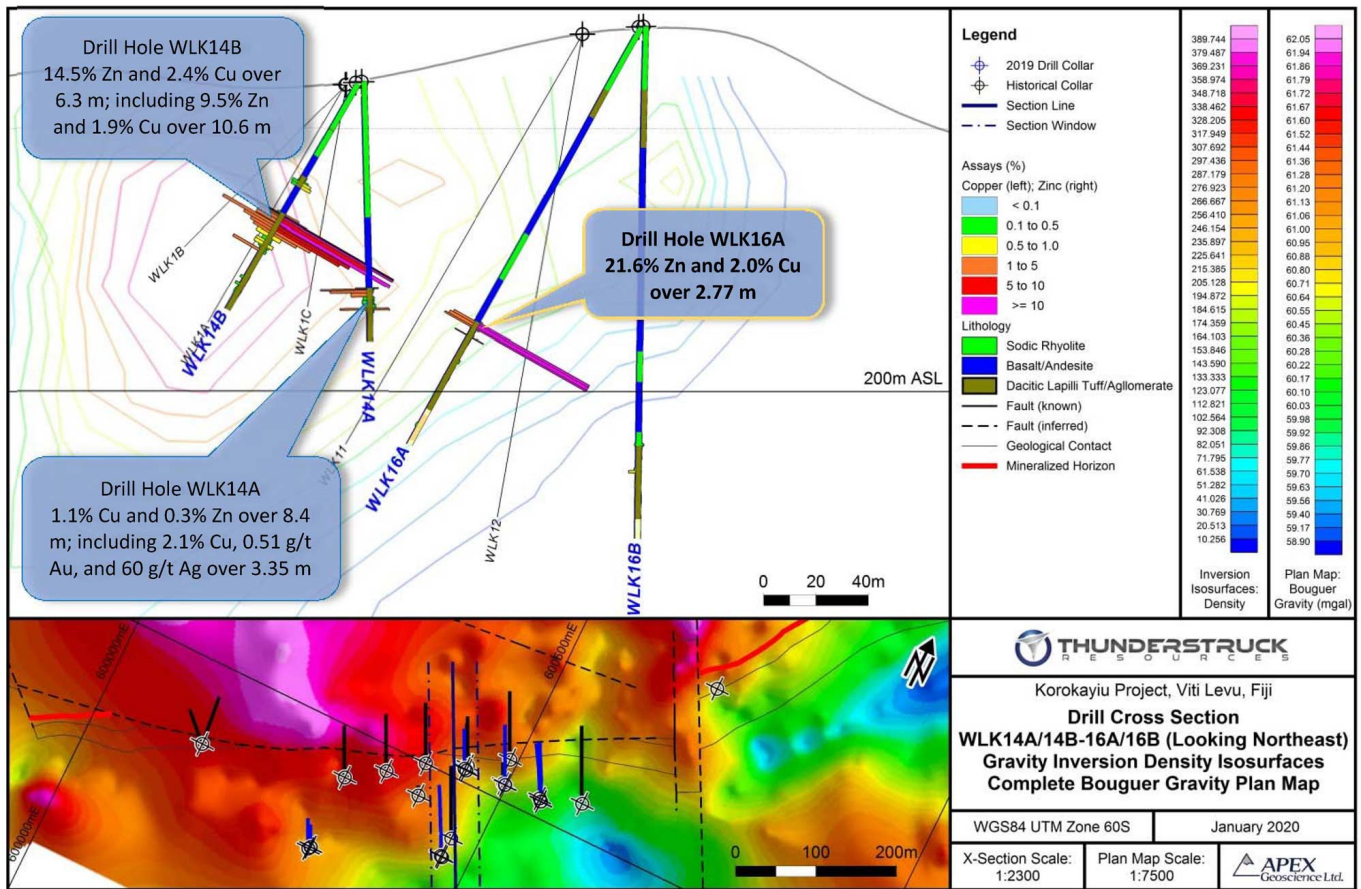 Drill Hole WLK14B
14.5% Zn and 2.4% Cu over
6.3 m; including 9.5% Zn
and 1.9% Cu over 10.6 m
Drill Hole WLK16A
21.6% Zn and 2.0% Cu
over 2.77 m
Drill Hole WLK14A
1.1% Cu and 0.3% Zn over 8.4
m; including 2.1% Cu, 0.51 g/t
Au, and 60 g/t Ag over 3.35 m
WLK1B
WLK1A
WLK14B
WLK1C
WLK14A
WLK11
WLK16A
WLK12
WLK16B
200m ASL
0 20 40m
Legend
2019 Drill Collar
Historical Collar
Section Line
Section Window
Assays (%)
Copper (left); Zinc (right)
< 0.1
0.1 to 0.5
0.5 to 1.0
1 to 5
5 to 10
>= 10
Lithology
Sodic Rhyolite
Basalt/Andesite
Dacitic Lapilli Tuff/Agllomerate
Fault (known)
Fault (inferred)
Geological Contact
Mineralized Horizon
389.744
379.487
369.231
358.974
348.718
338.462
328.205
317.949
307.692
297.436
287.179
276.923
266.667
256.410
246.154
235.897
225.641
215.385
205.128
194.872
184.615
174.359
164.103
153.846
143.590
133.333
123.077
112.821
102.564
92.308
82.051
71.795
61.538
51.282
41.026
30.769
20.513
10.256
Inversion
Isosurfaces:
Density
62.05
61.94
61.86
61.79
61.72
61.67
61.60
61.52
61.44
61.36
61.28
61.20
61.13
61.06
61.00
60.95
60.88
60.80
60.71
60.64
60.55
60.45
60.36
60.28
60.22
60.17
60.10
60.03
59.98
59.92
59.86
59.77
59.70
59.63
59.56
59.40
59.17
58.90
Plan Map:
Bouguer
Gravity (mgal)
600000mE
600000mE
600500mE
N
0 100 200m
THUNDERSTRUCK
RESOURCES
Korokayiu Project, Viti Levu, Fiji
Drill Cross Section
WLK14A/14B-16A/16B (Looking Northeast)
Gravity Inversion Density Isosurfaces
Complete Bouguer Gravity Plan Map
WGS84 UTM Zone 60S
January 2020
X-Section Scale:
1:2300
Plan Map Scale:
1:7500
APEX
Geoscience Ltd.